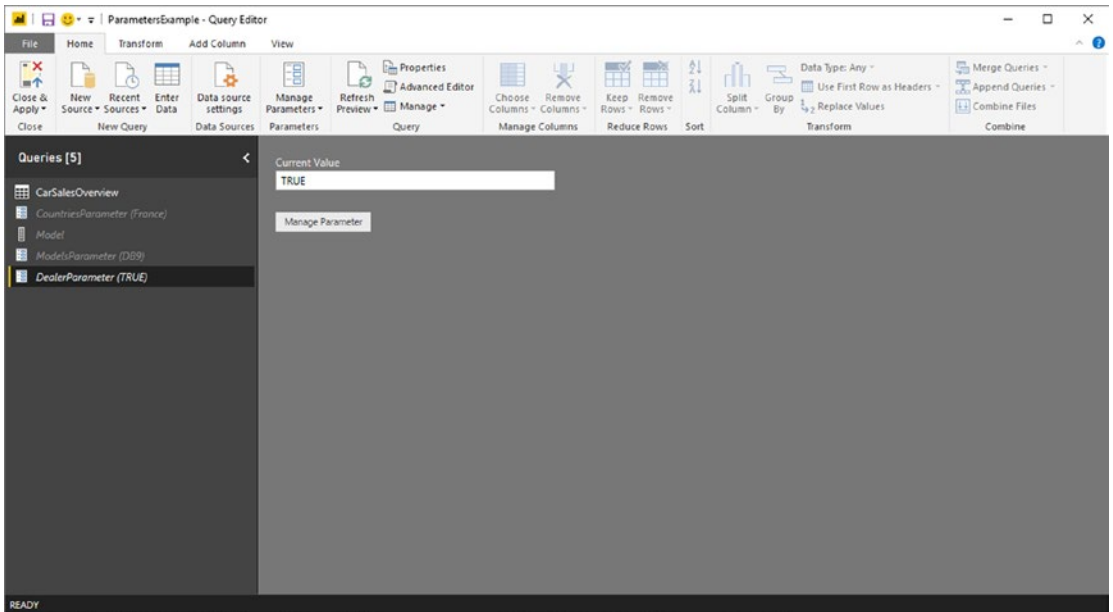 ParametersExample - Query Editor
File Home Transform Add Column View
Close & Apply
New Source
Recent Sources
Enter Data
Data source settings
Manage Parameters
Refresh Preview
Properties
Advanced Editor
Manage
Choose Columns
Remove Columns
Keep Rows
Remove Rows
Split Column
Group By
Data Type: Any
Use First Row as Headers
Replace Values
Merge Queries
Append Queries
Combine Files
Close New Query Data Sources Parameters Query Manage Columns Reduce Rows Sort Transform Combine
Queries [5]
CarSalesOverview
CountriesParameter (France)
Model
ModelsParameter (DB9)
DealerParameter (TRUE)
Current Value
TRUE
Manage Parameter
READY